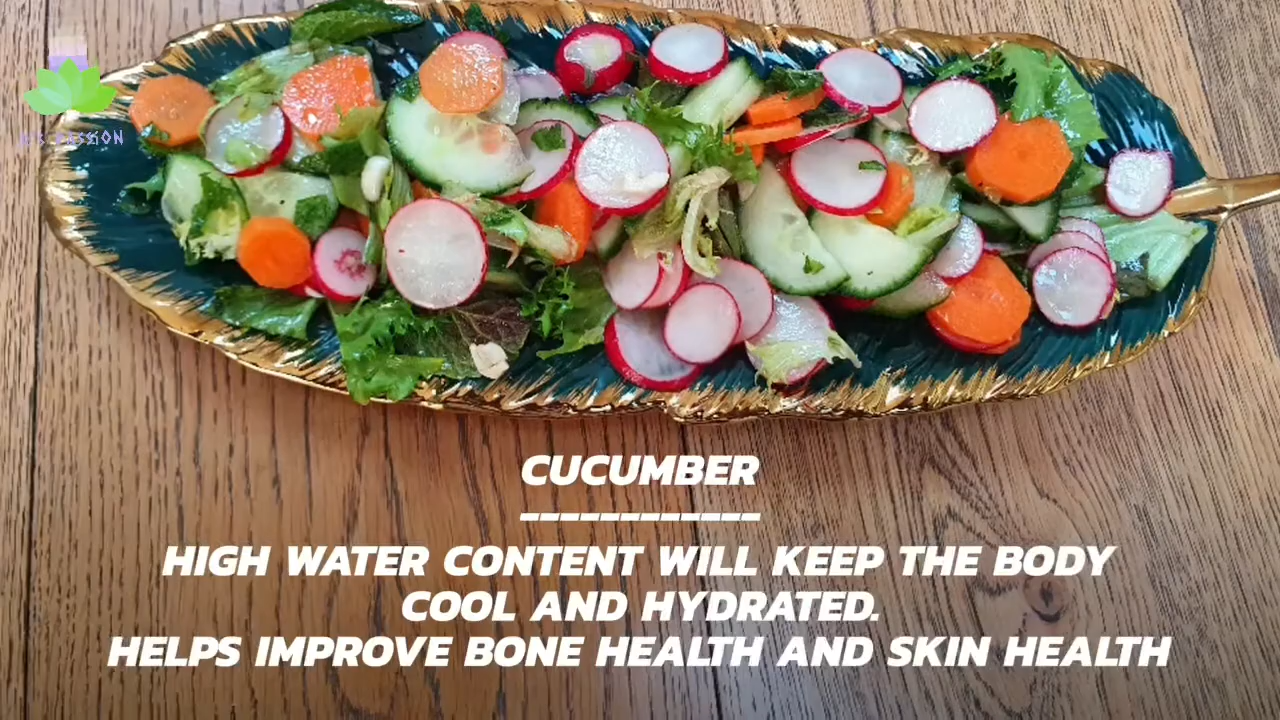 CUCUMBER
------------
HIGH WATER CONTENT WILL KEEP THE BODY
COOL AND HYDRATED.
HELPS IMPROVE BONE HEALTH AND SKIN HEALTH